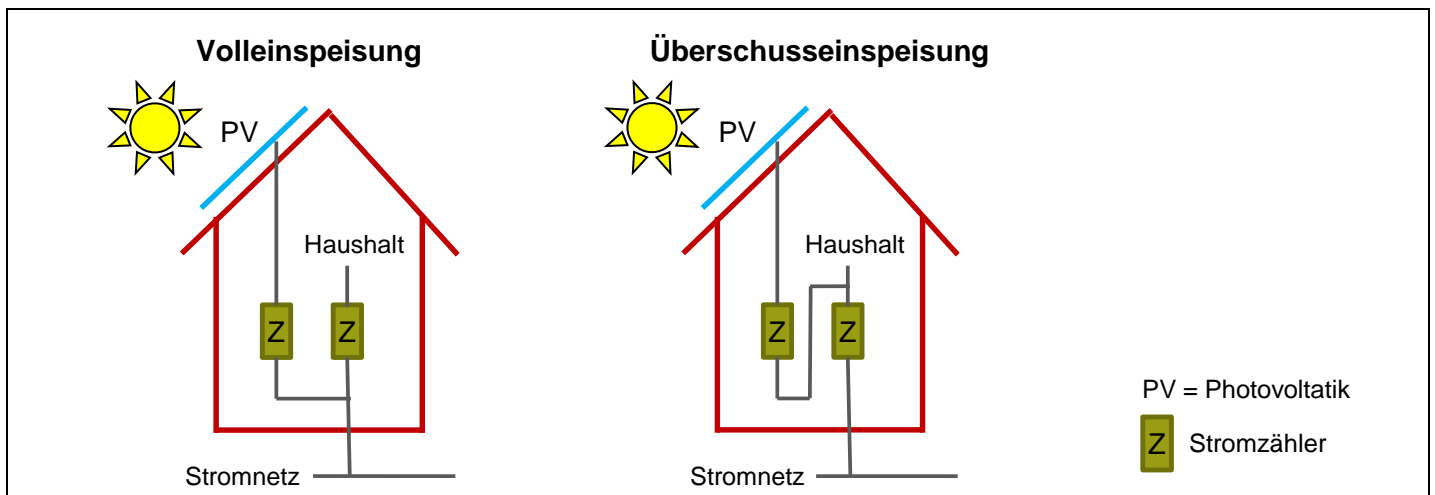 Volleinspeisung
PV
Haushalt
Z Z
Stromnetz
Überschusseinspeisung
PV
Haushalt
Z Z
Stromnetz
PV = Photovoltatik
Z Stromzähler